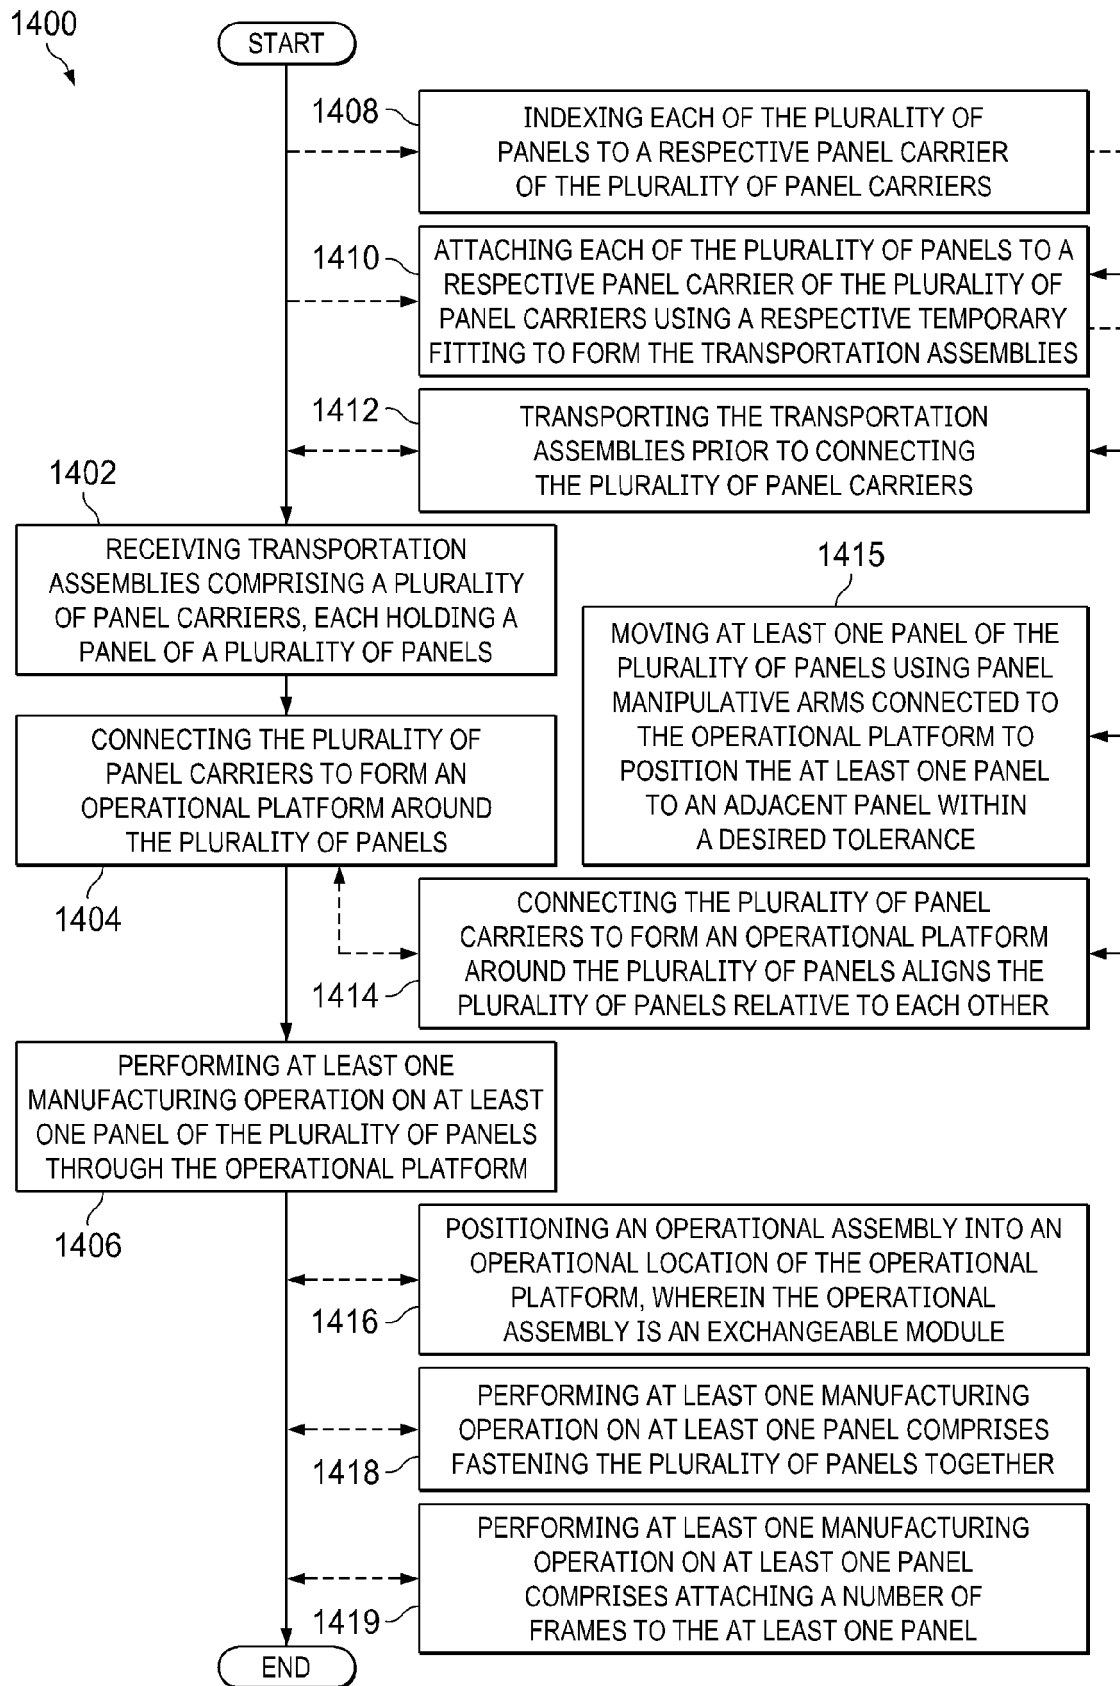 1400
START
1408
INDEXING EACH OF THE PLURALITY OF
PANELS TO A RESPECTIVE PANEL CARRIER
OF THE PLURALITY OF PANEL CARRIERS
1410
ATTACHING EACH OF THE PLURALITY OF PANELS TO A
RESPECTIVE PANEL CARRIER OF THE PLURALITY OF
PANEL CARRIERS USING A RESPECTIVE TEMPORARY
FITTING TO FORM THE TRANSPORTATION ASSEMBLIES
1412
TRANSPORTING THE TRANSPORTATION
ASSEMBLIES PRIOR TO CONNECTING
THE PLURALITY OF PANEL CARRIERS
1402
RECEIVING TRANSPORTATION
ASSEMBLIES COMPRISING A PLURALITY
OF PANEL CARRIERS, EACH HOLDING A
PANEL OF A PLURALITY OF PANELS
1415
MOVING AT LEAST ONE PANEL OF THE
PLURALITY OF PANELS USING PANEL
MANIPULATIVE ARMS CONNECTED TO
THE OPERATIONAL PLATFORM TO
POSITION THE AT LEAST ONE PANEL
TO AN ADJACENT PANEL WITHIN
A DESIRED TOLERANCE
CONNECTING THE PLURALITY OF
PANEL CARRIERS TO FORM AN
OPERATIONAL PLATFORM AROUND
THE PLURALITY OF PANELS
1404
CONNECTING THE PLURALITY OF PANEL
CARRIERS TO FORM AN OPERATIONAL PLATFORM
AROUND THE PLURALITY OF PANELS ALIGNS THE
PLURALITY OF PANELS RELATIVE TO EACH OTHER
1414
PERFORMING AT LEAST ONE
MANUFACTURING OPERATION ON AT LEAST
ONE PANEL OF THE PLURALITY OF PANELS
THROUGH THE OPERATIONAL PLATFORM
1406
POSITIONING AN OPERATIONAL ASSEMBLY INTO AN
OPERATIONAL LOCATION OF THE OPERATIONAL
PLATFORM, WHEREIN THE OPERATIONAL
ASSEMBLY IS AN EXCHANGEABLE MODULE
1416
PERFORMING AT LEAST ONE MANUFACTURING
OPERATION ON AT LEAST ONE PANEL COMPRISES
FASTENING THE PLURALITY OF PANELS TOGETHER
1418
PERFORMING AT LEAST ONE MANUFACTURING
OPERATION ON AT LEAST ONE PANEL
COMPRISES ATTACHING A NUMBER OF
FRAMES TO THE AT LEAST ONE PANEL
1419
END